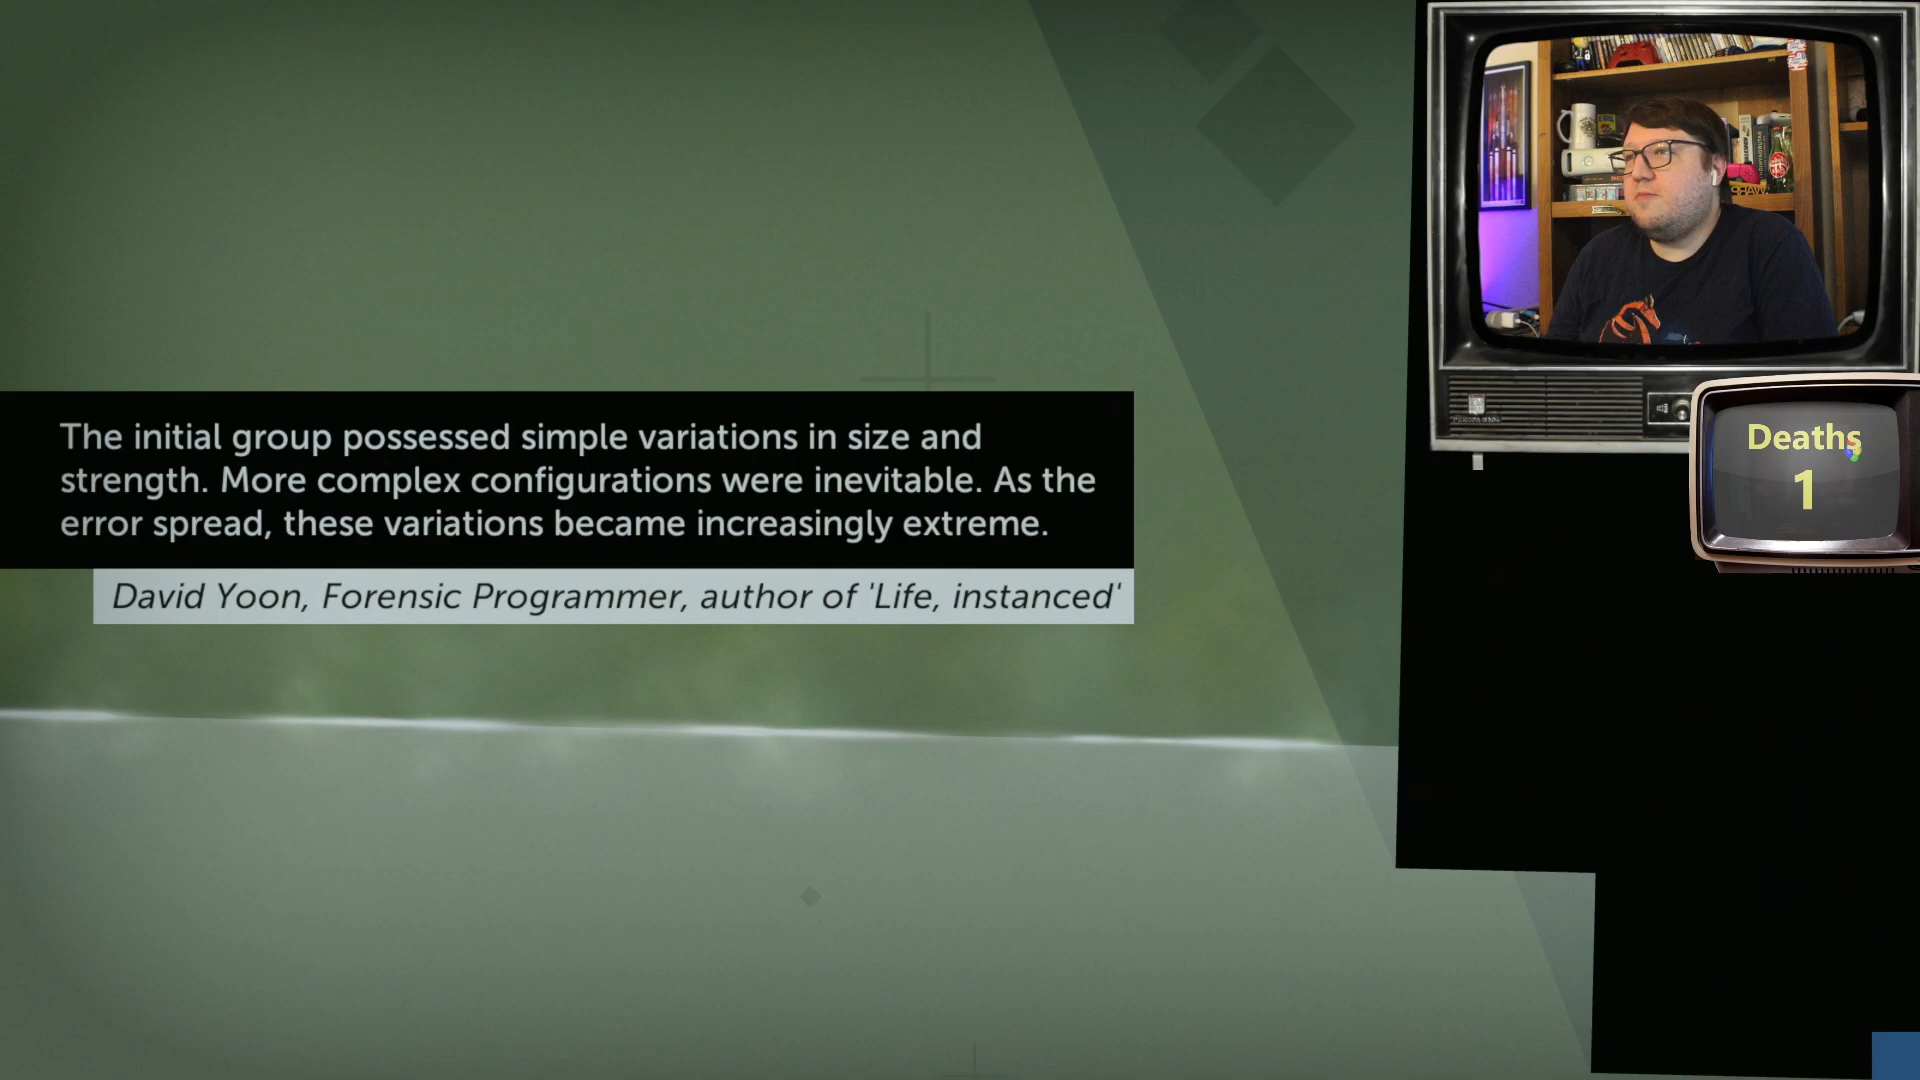 The initial group possessed simple variations in size and
strength. More complex configurations were inevitable. As the
error spread, these variations became increasingly extreme.
David Yoon, Forensic Programmer, author of 'Life, instanced'
Deaths
1